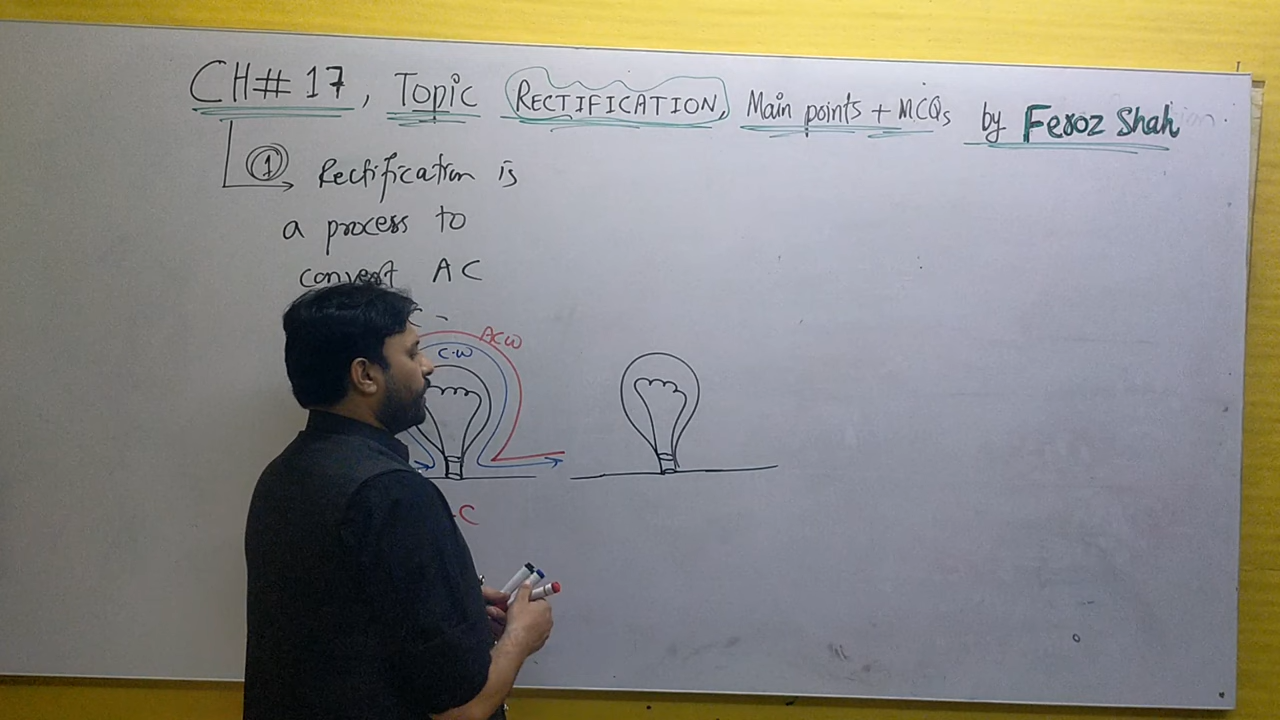 CH# 17, Topic RECTIFICATION, Main points + MCQs by Feroz Shah
① Rectification is
a process to
convert AC
ACW
C.W
C